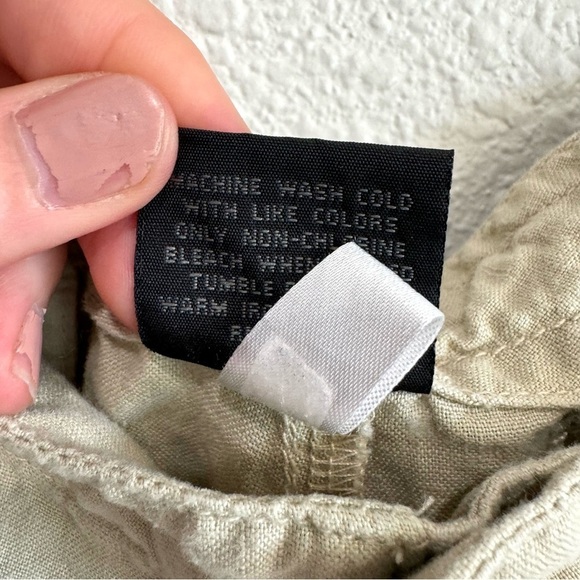 MACHINE WASH COLD
WITH LIKE COLORS
ONLY NON-CHLORINE
BLEACH WHEN
TUMBLE
WARM